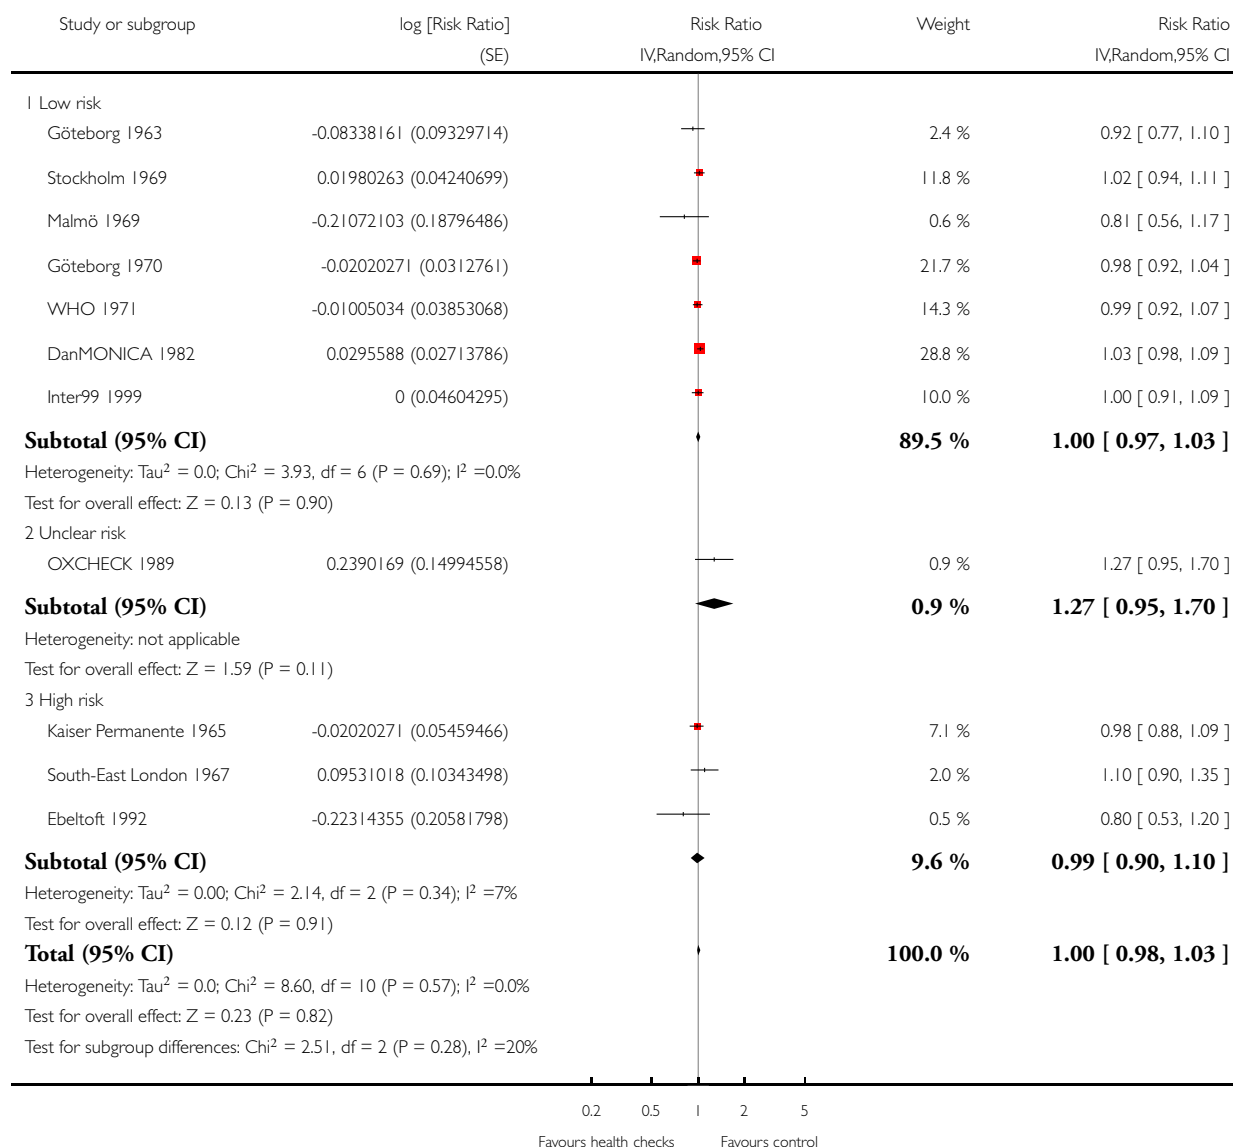 Study or subgroup log [Risk Ratio] Risk Ratio Weight Risk Ratio
(SE) IV,Random,95% CI IV,Random,95% CI
1 Low risk
Göteborg 1963 -0.08338161 (0.09329714) 2.4 % 0.92 [ 0.77, 1.10 ]
Stockholm 1969 0.01980263 (0.04240699) 11.8 % 1.02 [ 0.94, 1.11 ]
Malmö 1969 -0.21072103 (0.18796486) 0.6 % 0.81 [ 0.56, 1.17 ]
Göteborg 1970 -0.02020271 (0.0312761) 21.7 % 0.98 [ 0.92, 1.04 ]
WHO 1971 -0.01005034 (0.03853068) 14.3 % 0.99 [ 0.92, 1.07 ]
DanMONICA 1982 0.0295588 (0.02713786) 28.8 % 1.03 [ 0.98, 1.09 ]
Inter99 1999 0 (0.04604295) 10.0 % 1.00 [ 0.91, 1.09 ]
Subtotal (95% CI) 89.5 % 1.00 [ 0.97, 1.03 ]
Heterogeneity: Tau² = 0.0; Chi² = 3.93, df = 6 (P = 0.69); I² =0.0%
Test for overall effect: Z = 0.13 (P = 0.90)
2 Unclear risk
OXCHECK 1989 0.2390169 (0.14994558) 0.9 % 1.27 [ 0.95, 1.70 ]
Subtotal (95% CI) 0.9 % 1.27 [ 0.95, 1.70 ]
Heterogeneity: not applicable
Test for overall effect: Z = 1.59 (P = 0.11)
3 High risk
Kaiser Permanente 1965 -0.02020271 (0.05459466) 7.1 % 0.98 [ 0.88, 1.09 ]
South-East London 1967 0.09531018 (0.10343498) 2.0 % 1.10 [ 0.90, 1.35 ]
Ebeltoft 1992 -0.22314355 (0.20581798) 0.5 % 0.80 [ 0.53, 1.20 ]
Subtotal (95% CI) 9.6 % 0.99 [ 0.90, 1.10 ]
Heterogeneity: Tau² = 0.00; Chi² = 2.14, df = 2 (P = 0.34); I² =7%
Test for overall effect: Z = 0.12 (P = 0.91)
Total (95% CI) 100.0 % 1.00 [ 0.98, 1.03 ]
Heterogeneity: Tau² = 0.0; Chi² = 8.60, df = 10 (P = 0.57); I² =0.0%
Test for overall effect: Z = 0.23 (P = 0.82)
Test for subgroup differences: Chi² = 2.51, df = 2 (P = 0.28), I² =20%
0.2 0.5 1 2 5
Favours health checks Favours control